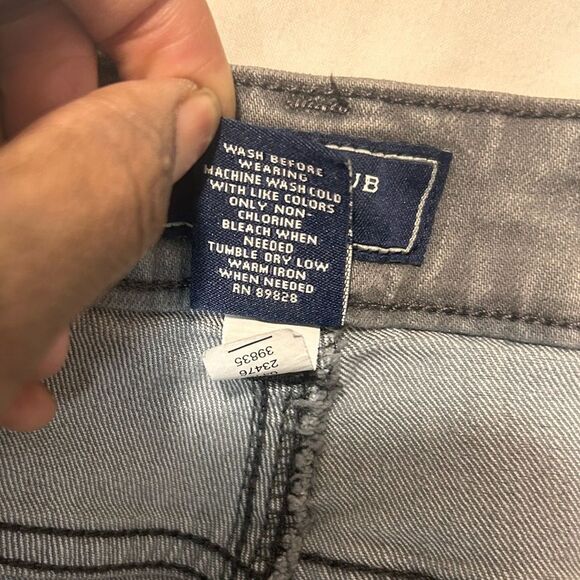 UB
WASH BEFORE
WEARING
MACHINE WASH COLD
WITH LIKE COLORS
ONLY NON-
CHLORINE
BLEACH WHEN
NEEDED
TUMBLE DRY LOW
WARM IRON
WHEN NEEDED
RN 89828
39835
23476